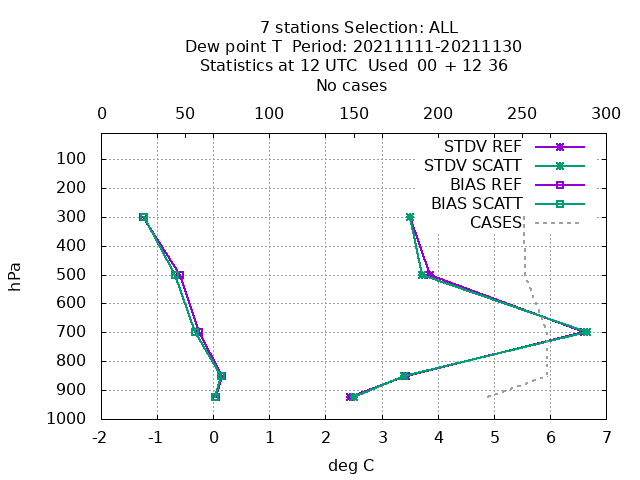 7 stations Selection: ALL
Dew point T  Period: 20211111-20211130
Statistics at 12 UTC  Used  00 + 12 36
No cases
0 50 100 150 200 250 300
STDV REF
STDV SCATT
BIAS REF
BIAS SCATT
CASES
100
200
300
400
500
600
700
800
900
1000
hPa
-2 -1 0 1 2 3 4 5 6 7
deg C